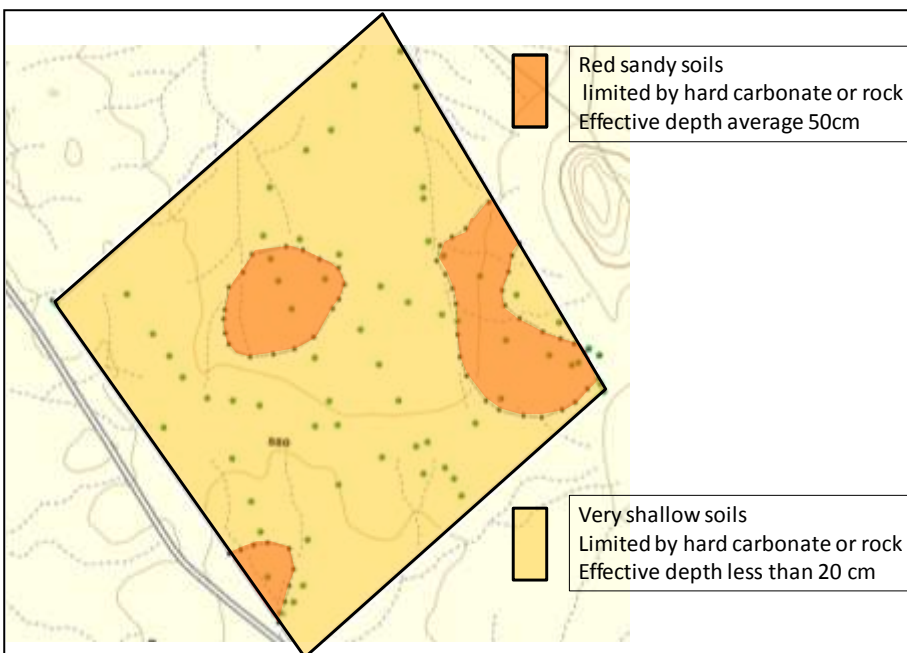 Red sandy soils
limited by hard carbonate or rock
Effective depth average 50cm
880
Very shallow soils
Limited by hard carbonate or rock
Effective depth less than 20 cm